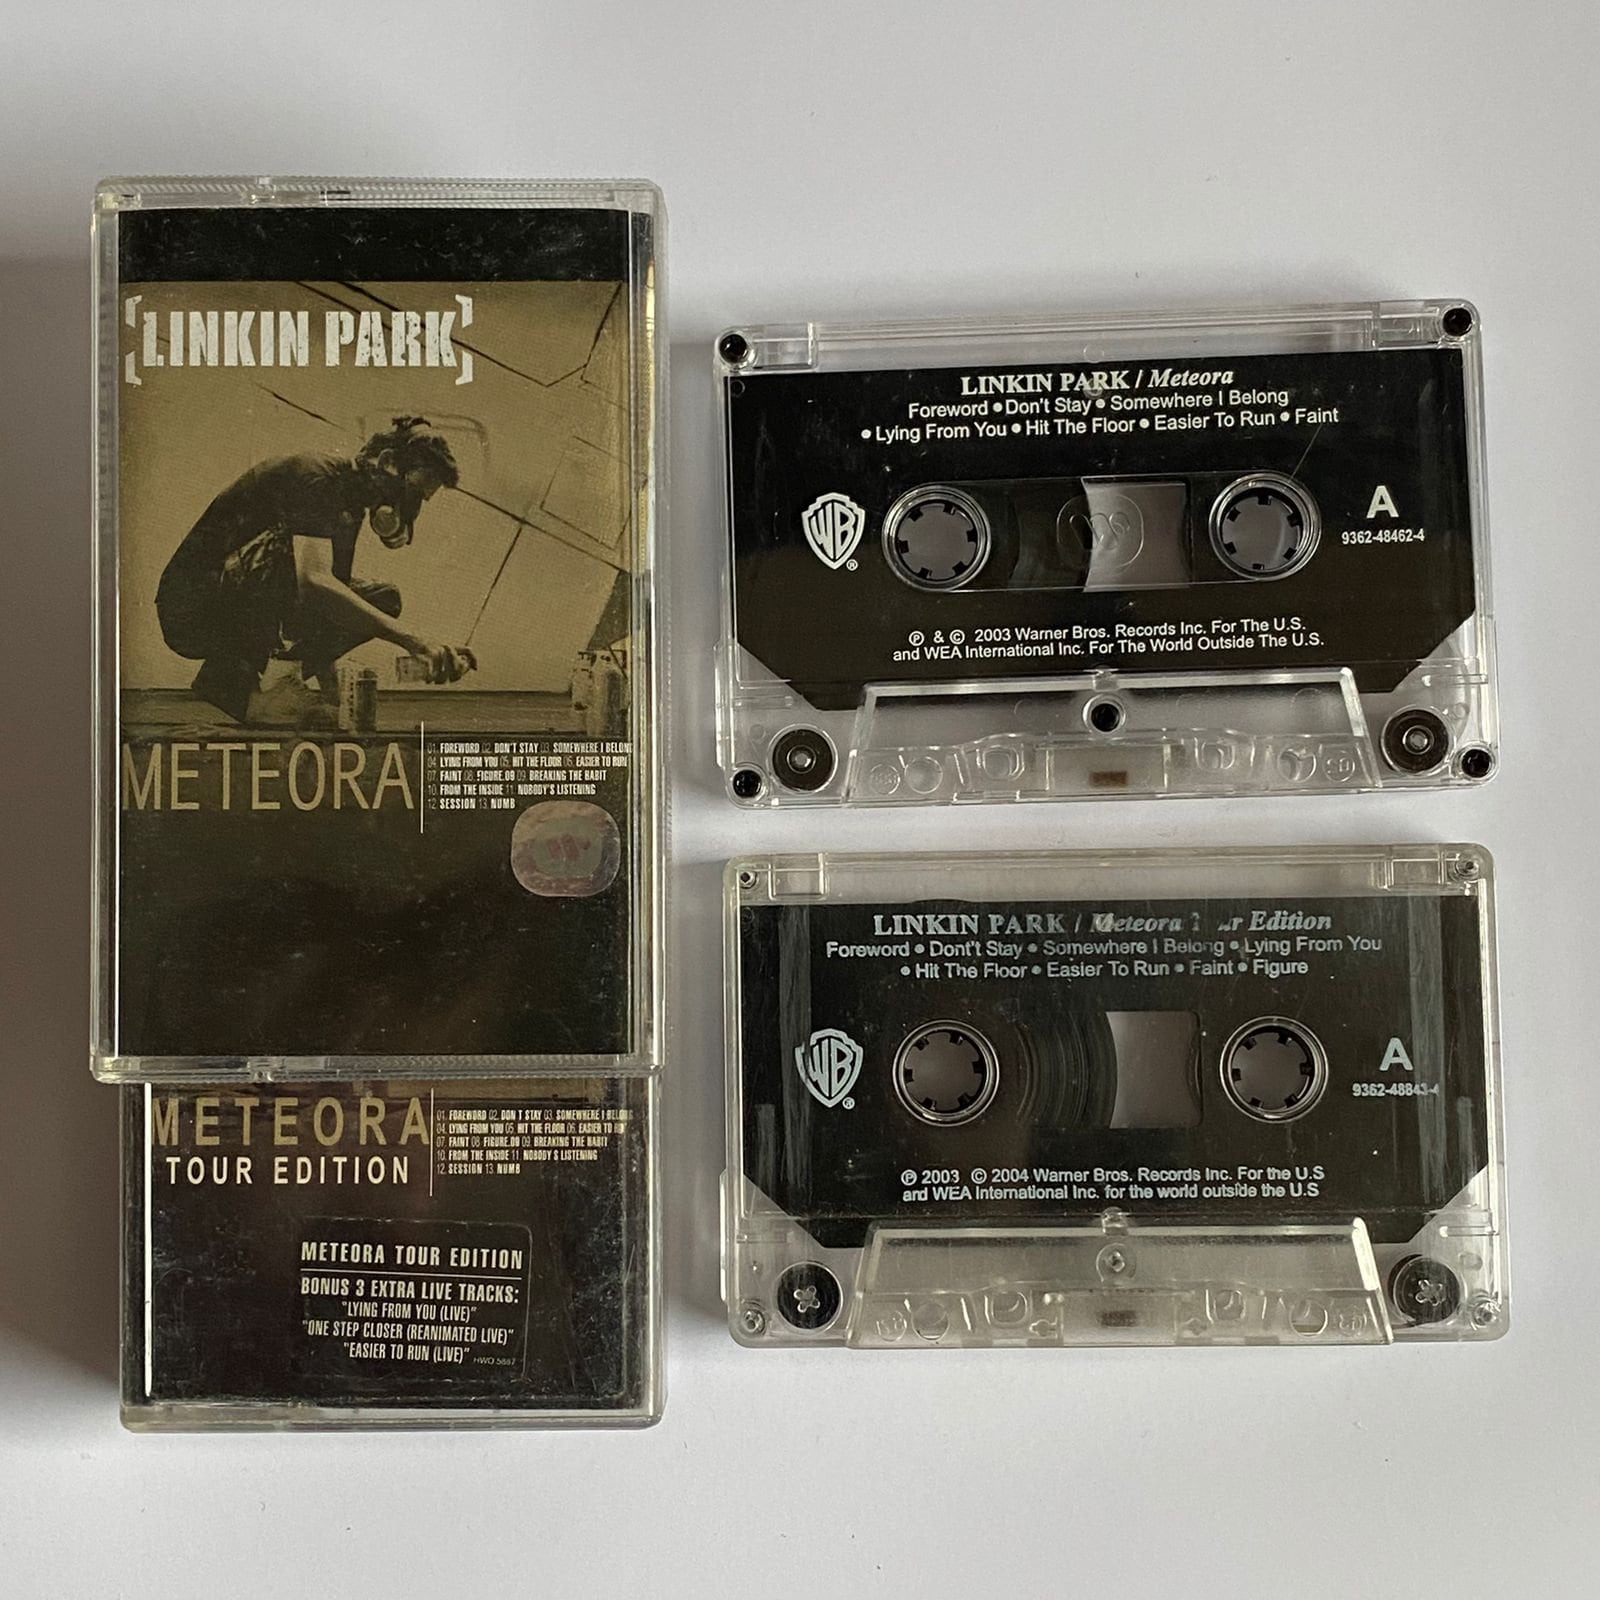 [LINKIN PARK]
METEORA
01. FOREWORD 02. DON'T STAY 03. SOMEWHERE I BELONG
04. LYING FROM YOU 05. HIT THE FLOOR 06. EASIER TO RUN
07. FAINT 08. FIGURE.09 09. BREAKING THE HABIT
10. FROM THE INSIDE 11. NOBODY'S LISTENING
12. SESSION 13. NUMB
METEORA
TOUR EDITION
01. FOREWORD 02. DON'T STAY 03. SOMEWHERE I BELONG
04. LYING FROM YOU 05. HIT THE FLOOR 06. EASIER TO
07. FAINT 08. FIGURE.09 09. BREAKING THE HABIT
10. FROM THE INSIDE 11. NOBODY'S LISTENING
12. SESSION 13. NUMB
METEORA TOUR EDITION
BONUS 3 EXTRA LIVE TRACKS:
"LYING FROM YOU (LIVE)"
"ONE STEP CLOSER (REANIMATED LIVE)"
"EASIER TO RUN (LIVE)"
LINKIN PARK / Meteora
Foreword • Don't Stay • Somewhere I Belong
• Lying From You • Hit The Floor • Easier To Run • Faint
WB ®
A
9362-48462-4
℗ & © 2003 Warner Bros. Records Inc. For The U.S.
and WEA International Inc. For The World Outside The U.S.
LINKIN PARK / Meteora Edition
Foreword • Dont't Stay • Somewhere I Belong • Lying From You
• Hit The Floor • Easier To Run • Faint • Figure
WB ®
A
9362-48843-4
℗ 2003 © 2004 Warner Bros. Records Inc. For the U.S
and WEA International Inc. for the world outside the U.S